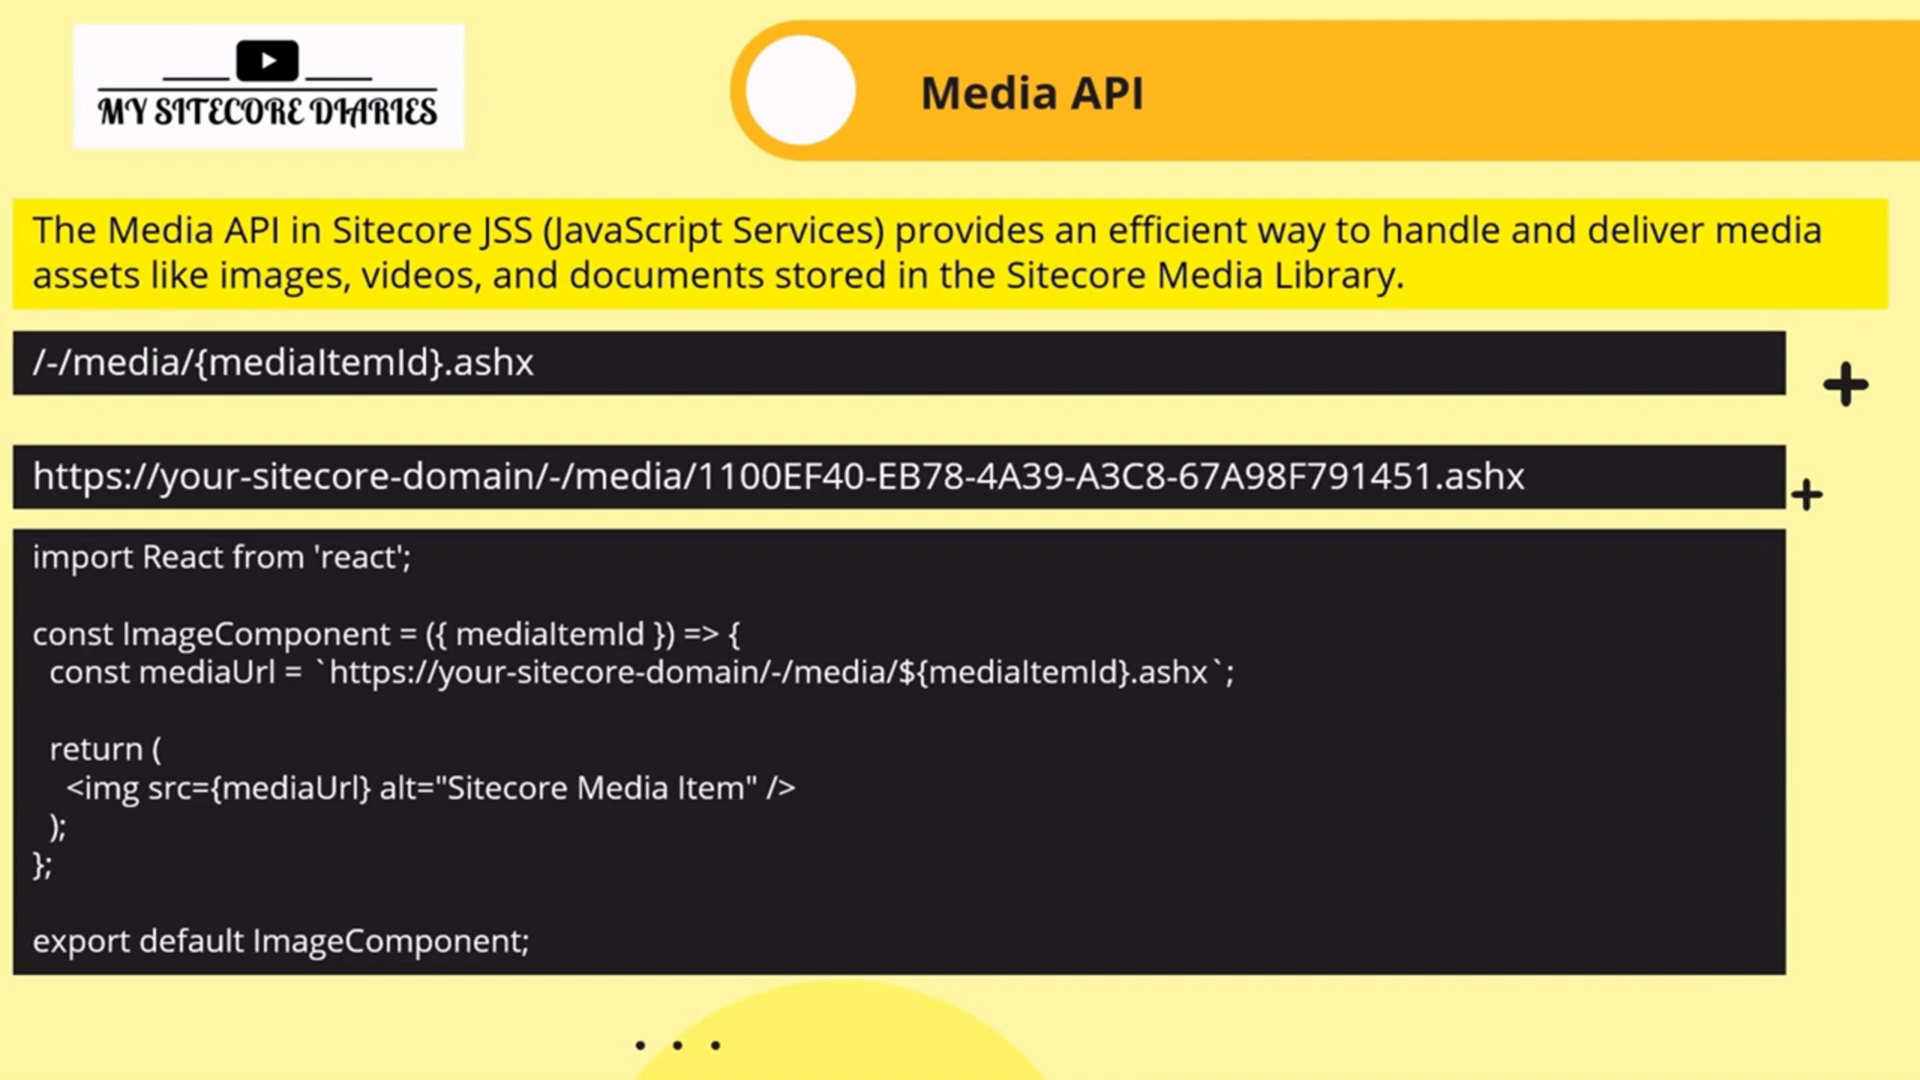 MY SITECORE DIARIES
Media API
The Media API in Sitecore JSS (JavaScript Services) provides an efficient way to handle and deliver media
assets like images, videos, and documents stored in the Sitecore Media Library.
/-/media/{mediaItemId}.ashx
https://your-sitecore-domain/-/media/1100EF40-EB78-4A39-A3C8-67A98F791451.ashx
import React from 'react';
const ImageComponent = ({ mediaItemId }) => {
const mediaUrl = `https://your-sitecore-domain/-/media/${mediaItemId}.ashx`;
return (
<img src={mediaUrl} alt="Sitecore Media Item" />
);
};
export default ImageComponent;